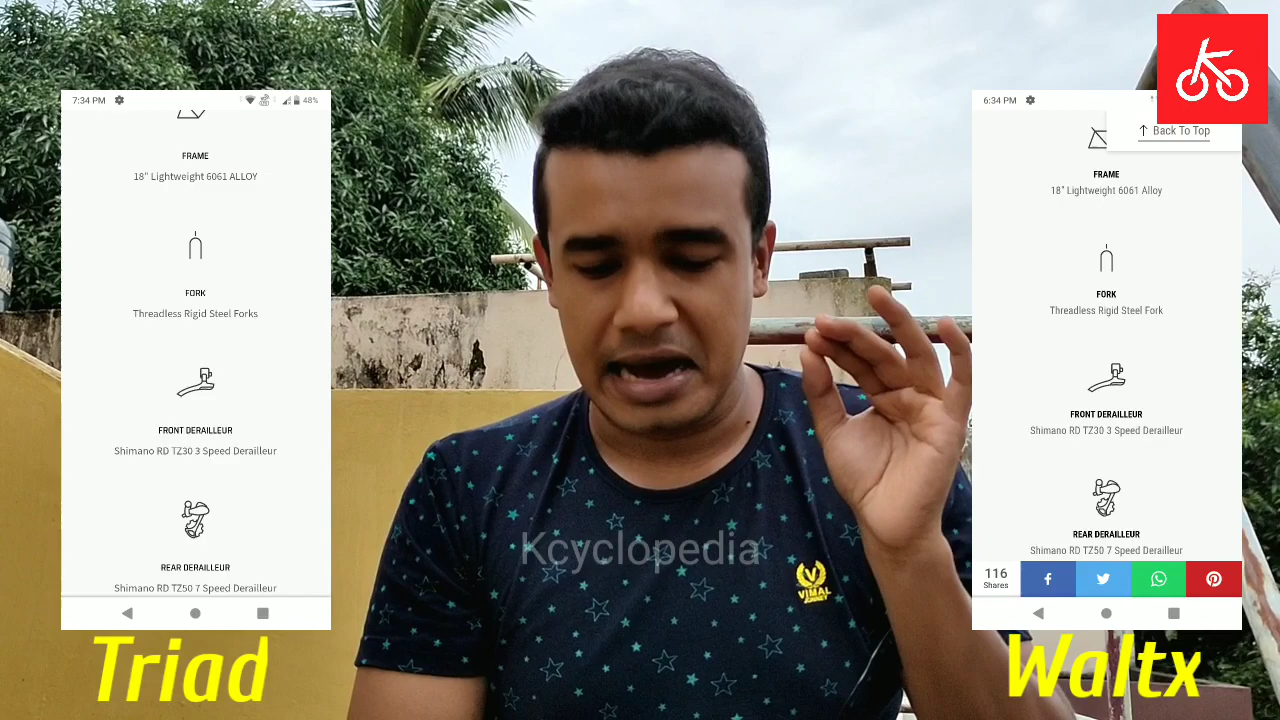 7:34 PM
48%
FRAME
18" Lightweight 6061 ALLOY
FORK
Threadless Rigid Steel Forks
FRONT DERAILLEUR
Shimano RD TZ30 3 Speed Derailleur
REAR DERAILLEUR
Shimano RD TZ50 7 Speed Derailleur
Triad
Kcyclopedia
VIMAL
JONNEY
6:34 PM
Back To Top
FRAME
18" Lightweight 6061 Alloy
FORK
Threadless Rigid Steel Fork
FRONT DERAILLEUR
Shimano RD TZ30 3 Speed Derailleur
REAR DERAILLEUR
Shimano RD TZ50 7 Speed Derailleur
116
Shares
Waltx